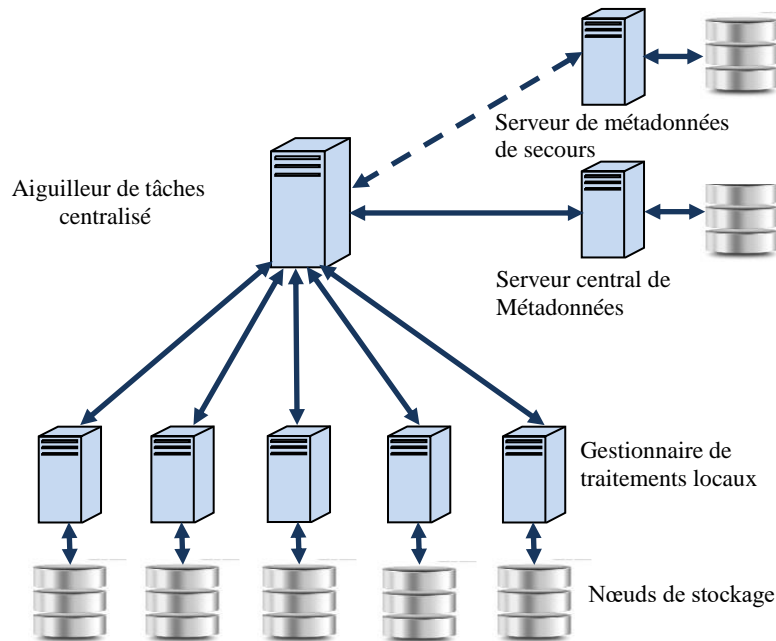 Serveur de métadonnées
de secours
Aiguilleur de tâches
centralisé
Serveur central de
Métadonnées
Gestionnaire de
traitements locaux
Nœuds de stockage